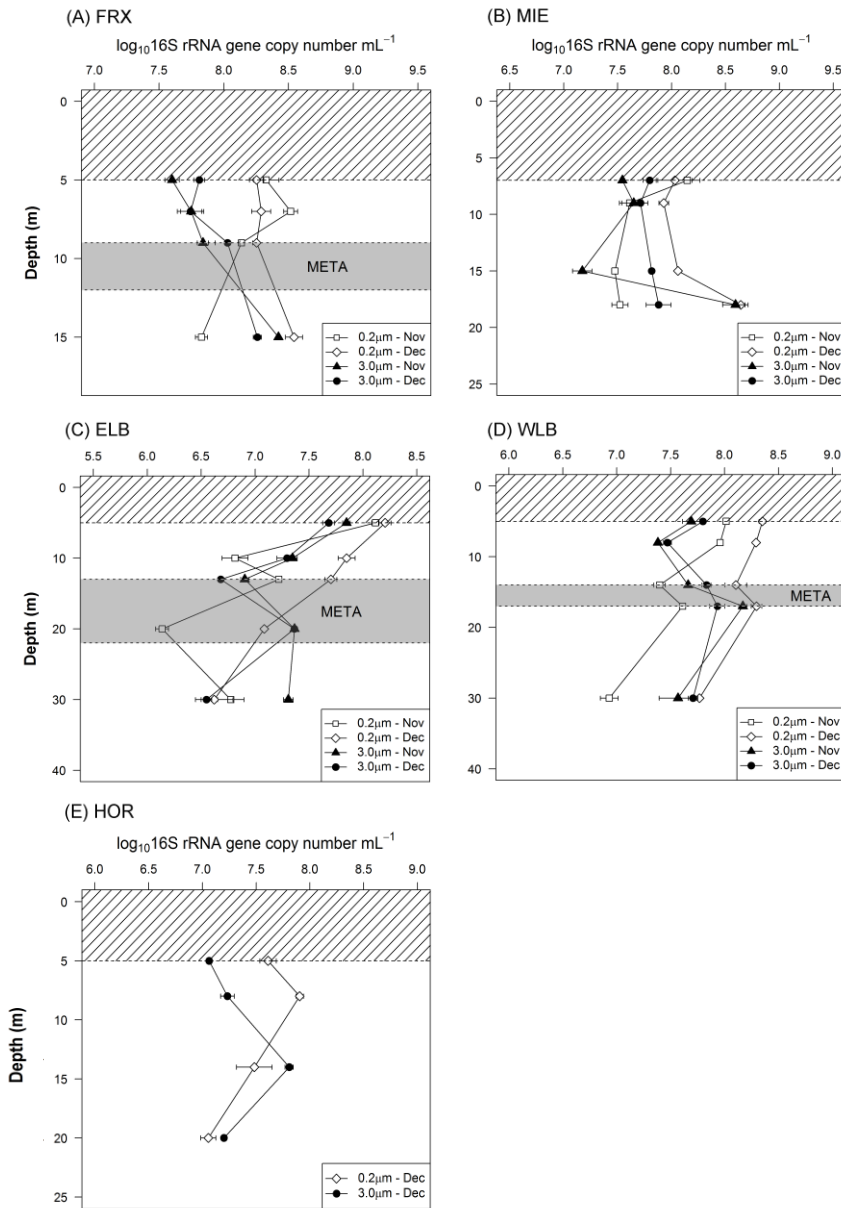 (A) FRX
log₁₀16S rRNA gene copy number mL⁻¹
7.0 7.5 8.0 8.5 9.0 9.5
0
5
10
15
Depth (m)
META
0.2μm - Nov
0.2μm - Dec
3.0μm - Nov
3.0μm - Dec
(B) MIE
log₁₀16S rRNA gene copy number mL⁻¹
6.5 7.0 7.5 8.0 8.5 9.0 9.5
0
5
10
15
20
25
0.2μm - Nov
0.2μm - Dec
3.0μm - Nov
3.0μm - Dec
(C) ELB
5.5 6.0 6.5 7.0 7.5 8.0 8.5
0
10
20
30
40
Depth (m)
META
0.2μm - Nov
0.2μm - Dec
3.0μm - Nov
3.0μm - Dec
(D) WLB
6.0 6.5 7.0 7.5 8.0 8.5 9.0
0
10
20
30
40
META
0.2μm - Nov
0.2μm - Dec
3.0μm - Nov
3.0μm - Dec
(E) HOR
log₁₀16S rRNA gene copy number mL⁻¹
6.0 6.5 7.0 7.5 8.0 8.5 9.0
0
5
10
15
20
25
Depth (m)
0.2μm - Dec
3.0μm - Dec